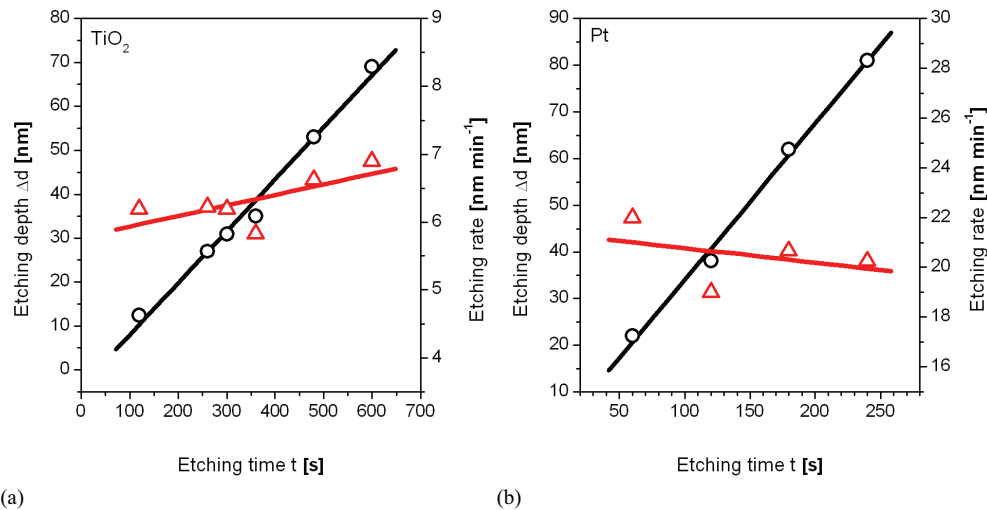 TiO2
Etching depth Δd [nm]
80
70
60
50
40
30
20
10
0
9
8
7
6
5
4
Etching rate [nm min-1]
0 100 200 300 400 500 600 700
Etching time t [s]
(a)
Pt
Etching depth Δd [nm]
90
80
70
60
50
40
30
20
10
30
28
26
24
22
20
18
16
Etching rate [nm min-1]
50 100 150 200 250
Etching time t [s]
(b)